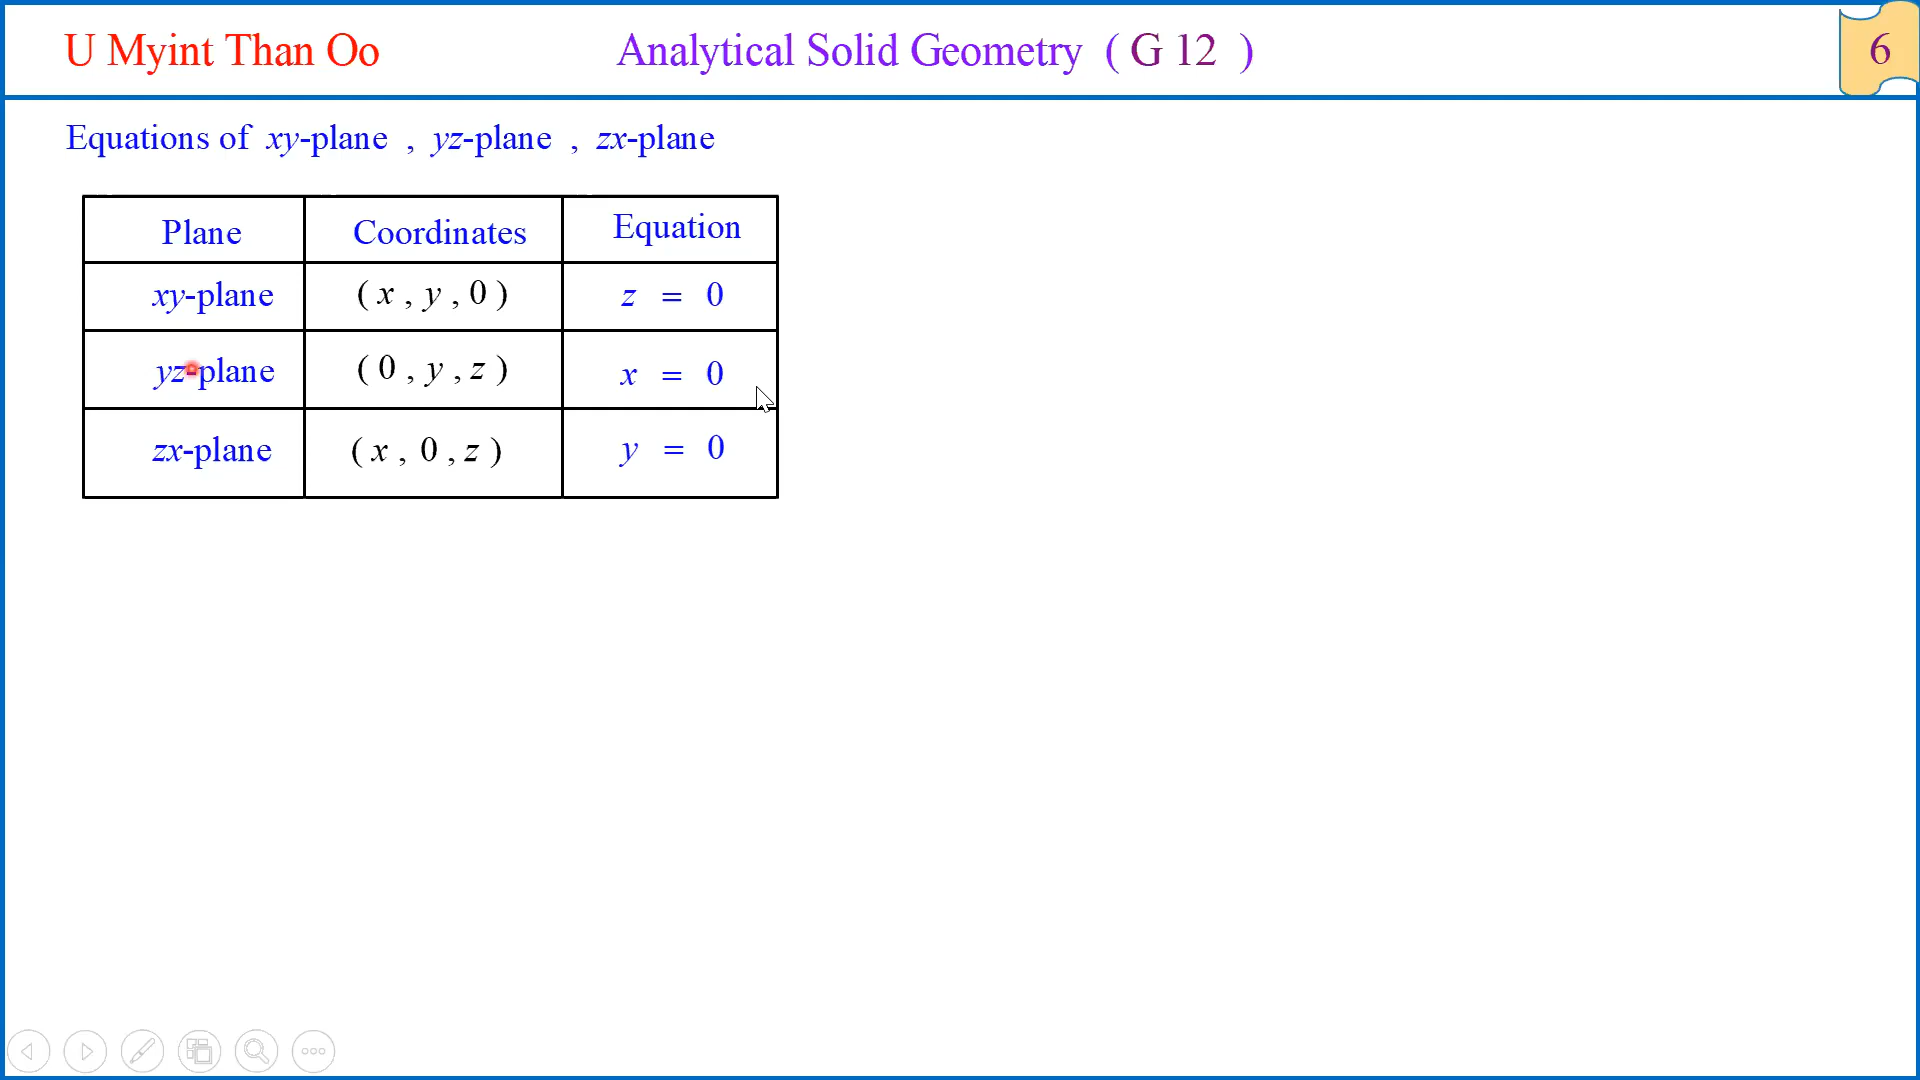 U Myint Than Oo Analytical Solid Geometry ( G 12 ) 6
Equations of xy-plane , yz-plane , zx-plane
Plane Coordinates Equation
xy-plane ( x , y , 0 ) z = 0
yz-plane ( 0 , y , z ) x = 0
zx-plane ( x , 0 , z ) y = 0